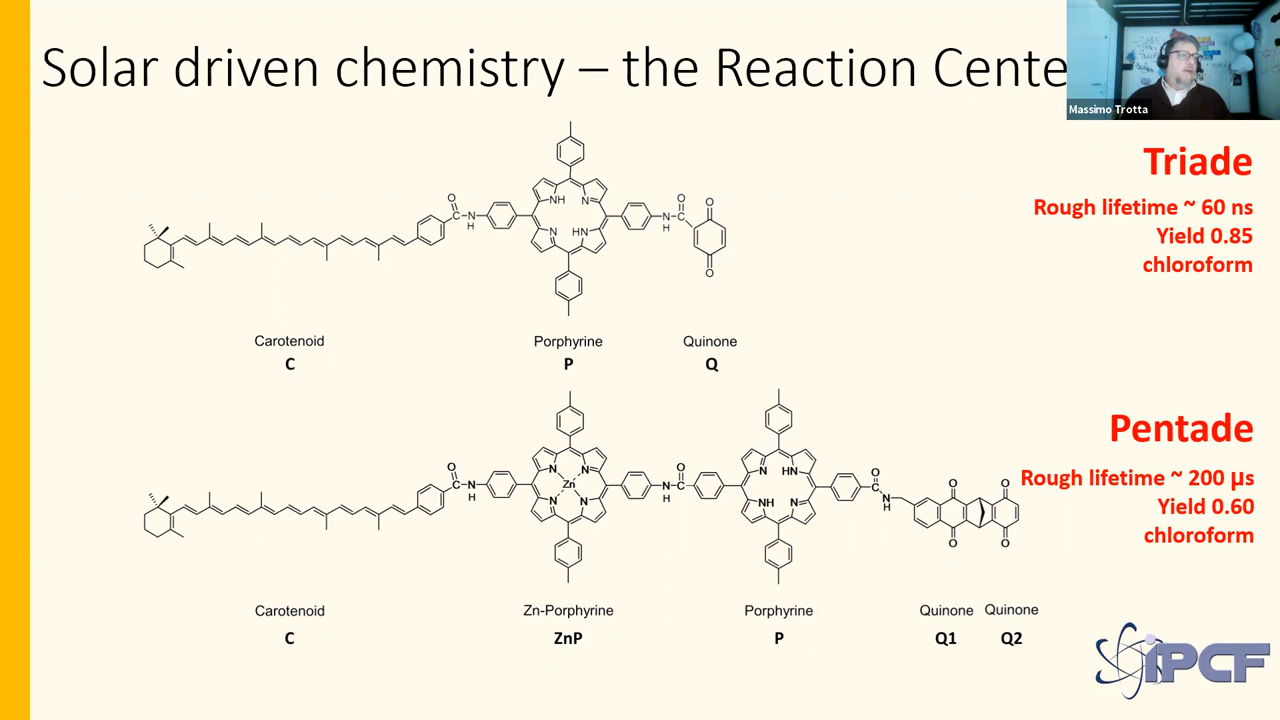 Solar driven chemistry – the Reaction Cente
Massimo Trotta
Triade
Rough lifetime ~ 60 ns
Yield 0.85
chloroform
O
C
N
H
NH
N
N
HN
N
H
C
O
O
O
Carotenoid
Porphyrine
Quinone
C
P
Q
Pentade
Rough lifetime ~ 200 µs
Yield 0.60
chloroform
O
C
N
H
N
N
Zn
N
N
N
H
C
O
N
HN
NH
N
O
C
N
H
O
O
O
O
Carotenoid
Zn-Porphyrine
Porphyrine
Quinone
Quinone
C
ZnP
P
Q1
Q2
iPCF